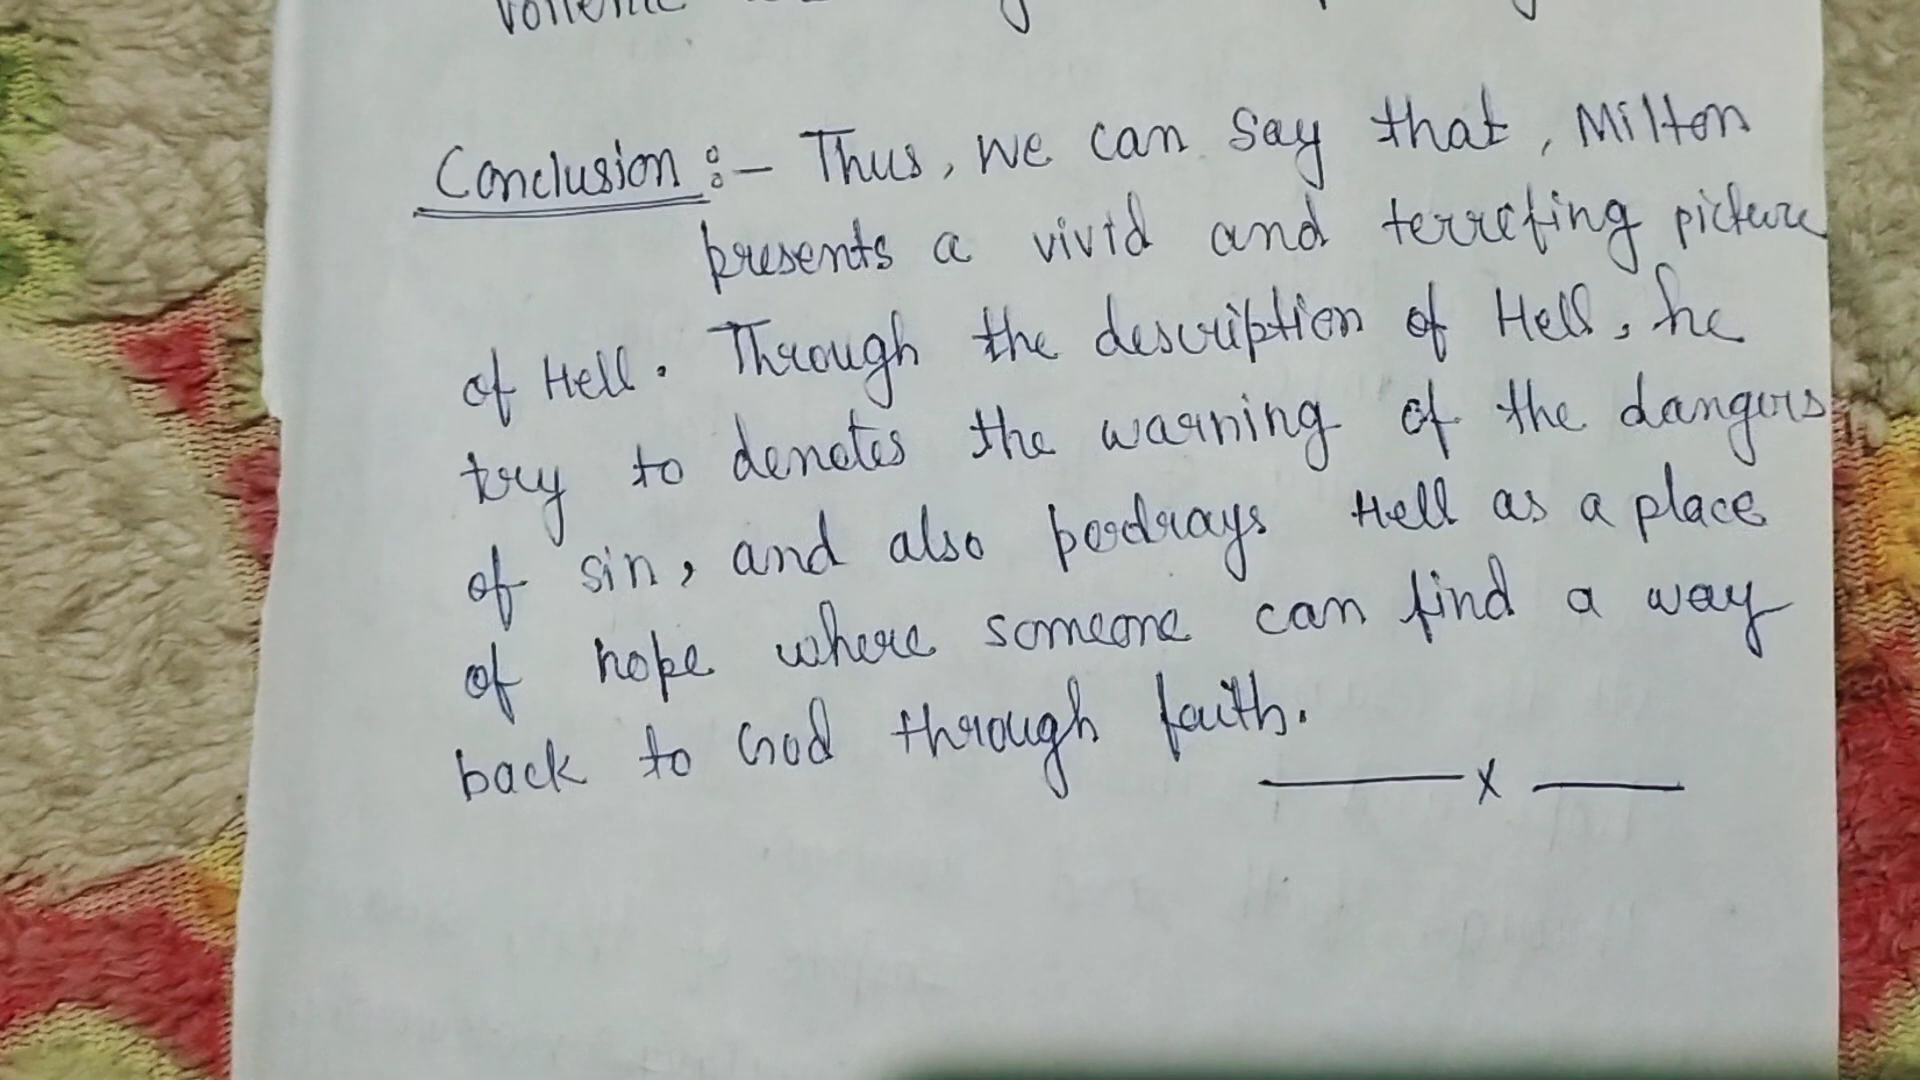 Conclusion :- Thus, we can say that, Milton
presents a vivid and terrefing picture
of Hell. Through the description of Hell, he
try to denotes the warning of the dangers
of sin, and also pordrays Hell as a place
of hope where someone can find a way
back to God through faith.
—— x ——